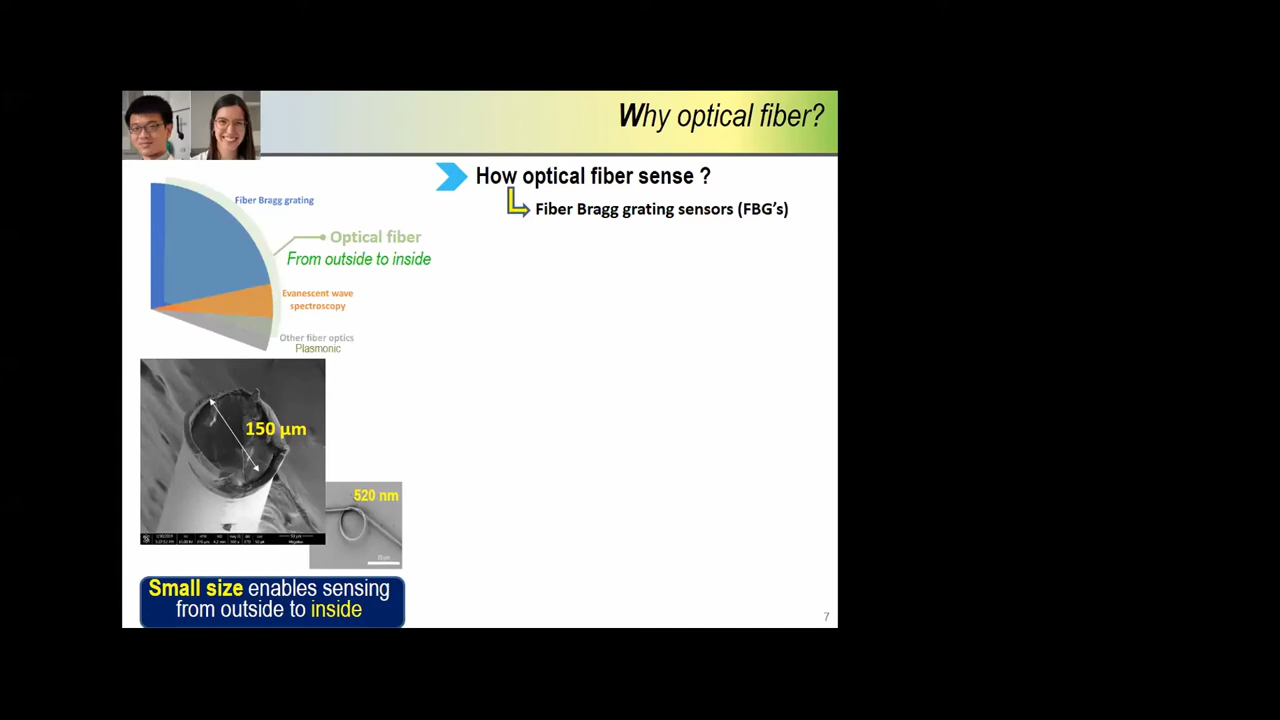 Why optical fiber?
How optical fiber sense ?
Fiber Bragg grating sensors (FBG's)
Fiber Bragg grating
Optical fiber
From outside to inside
Evanescent wave
spectroscopy
Other fiber optics
Plasmonic
150 µm
520 nm
Small size enables sensing
from outside to inside
7